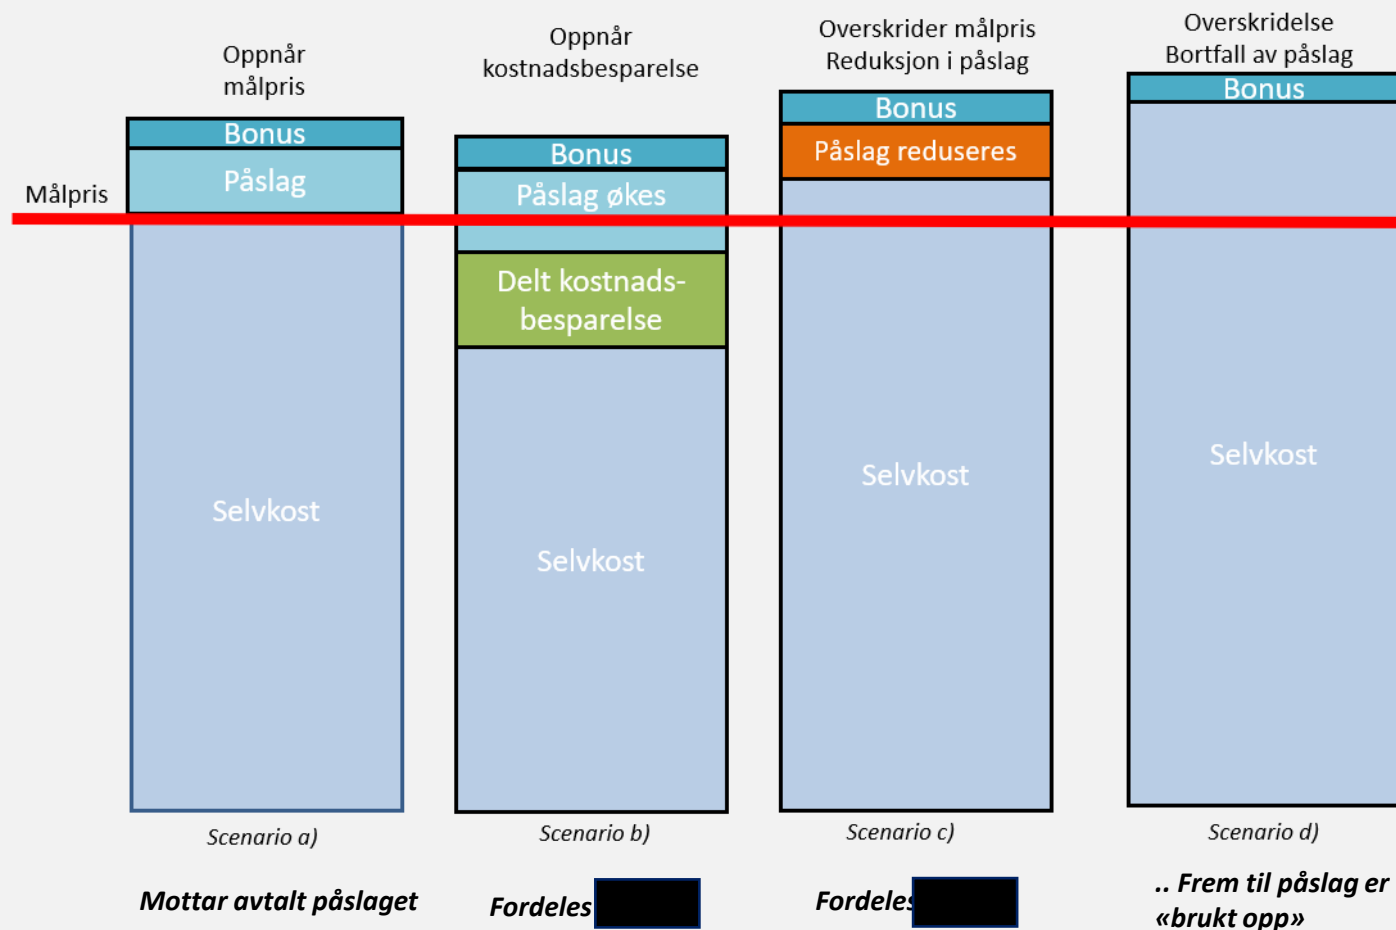 Oppnår
målpris
Bonus
Påslag
Målpris
Selvkost
Scenario a)
Mottar avtalt påslaget
Oppnår
kostnadsbesparelse
Bonus
Påslag økes
Delt kostnads-
besparelse
Selvkost
Scenario b)
Fordeles
Overskrider målpris
Reduksjon i påslag
Bonus
Påslag reduseres
Selvkost
Scenario c)
Fordeles
Overskridelse
Bortfall av påslag
Bonus
Selvkost
Scenario d)
.. Frem til påslag er
«brukt opp»